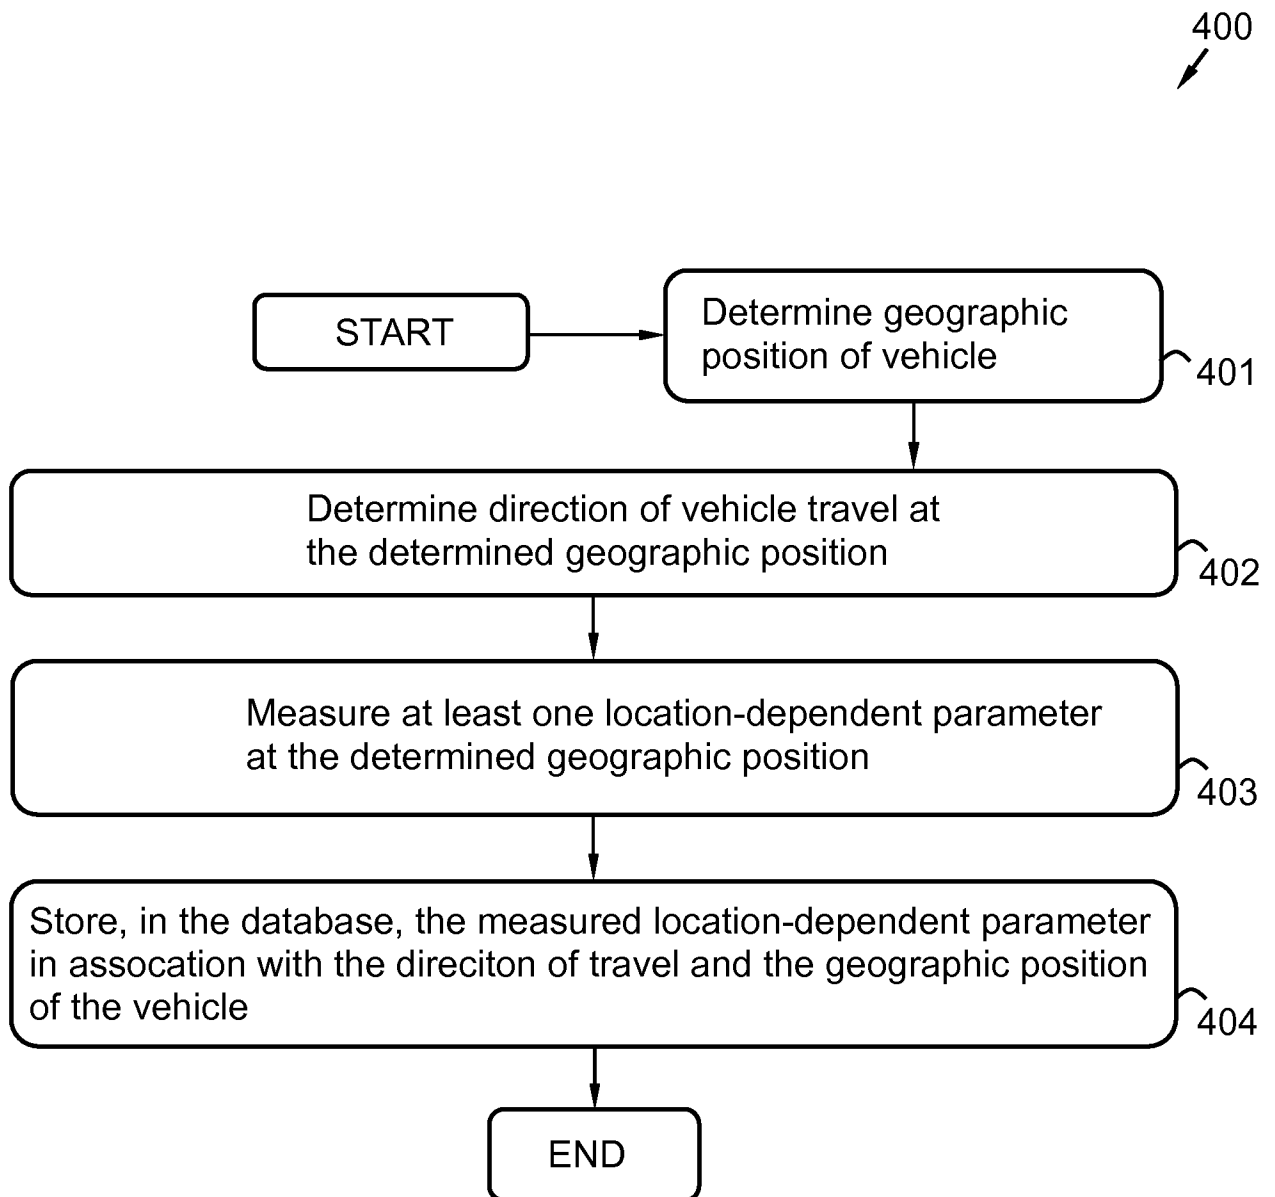 400
START
Determine geographic
position of vehicle
401
Determine direction of vehicle travel at
the determined geographic position
402
Measure at least one location-dependent parameter
at the determined geographic position
403
Store, in the database, the measured location-dependent parameter
in assocation with the direciton of travel and the geographic position
of the vehicle
404
END